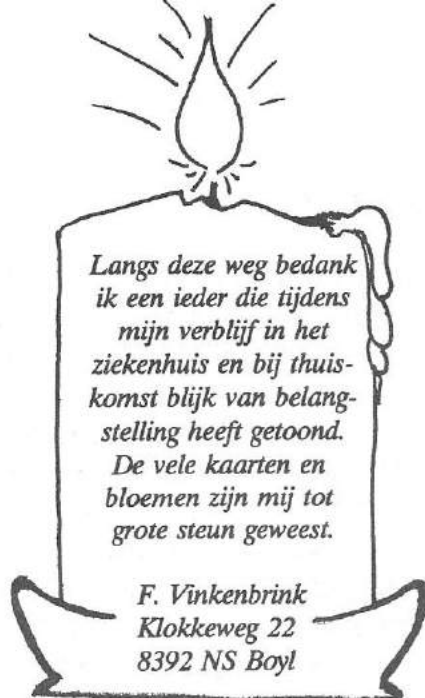 Langs deze weg bedank
ik een ieder die tijdens
mijn verblijf in het
ziekenhuis en bij thuis-
komst blijk van belang-
stelling heeft getoond.
De vele kaarten en
bloemen zijn mij tot
grote steun geweest.
F. Vinkenbrink
Klokkeweg 22
8392 NS Boyl